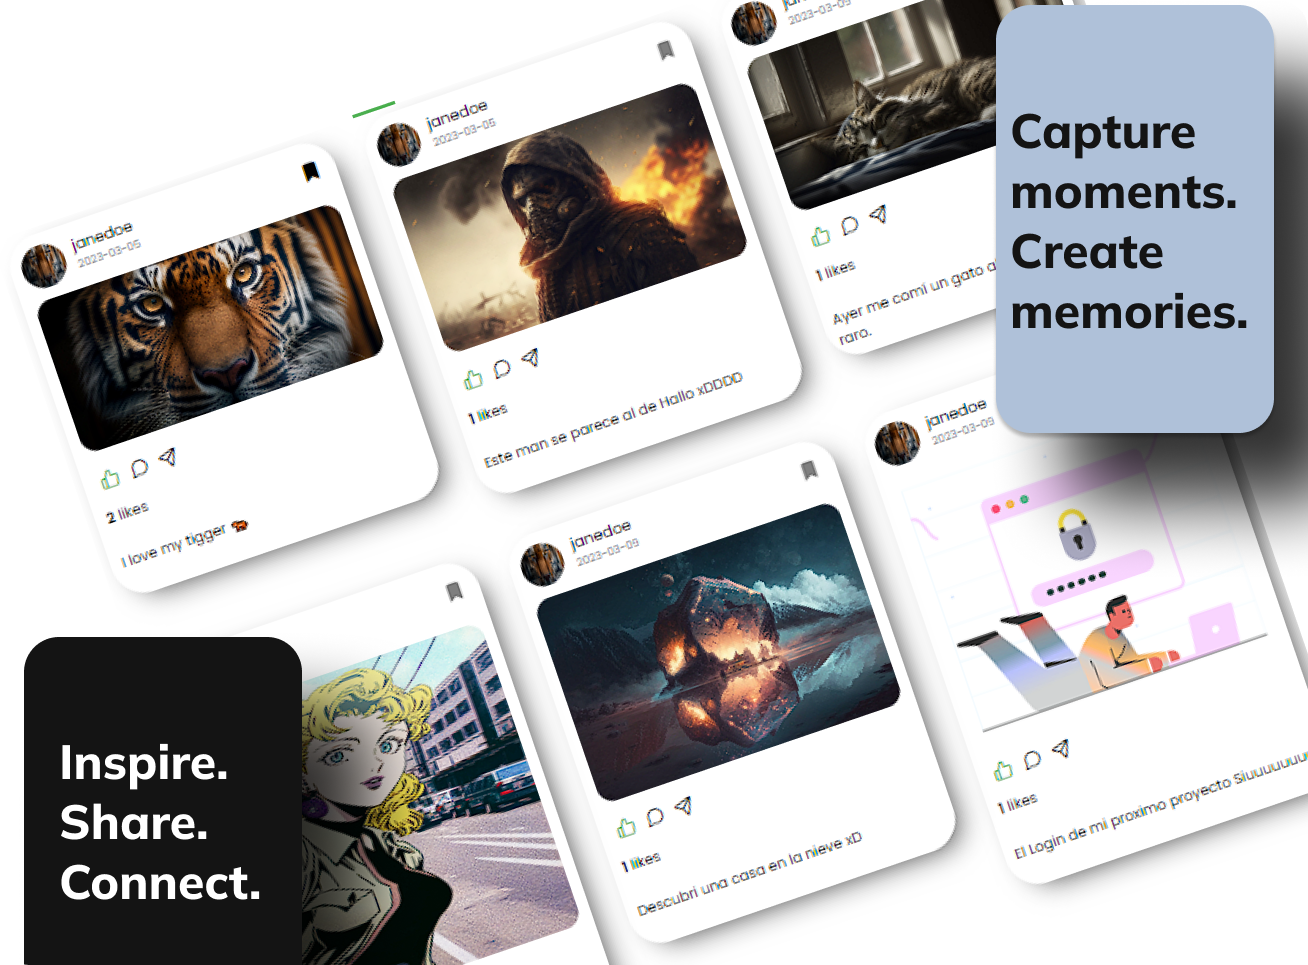 janedoe
2023-03-05
2 likes
I love my tigger
janedoe
2023-03-05
1 likes
Este man se parece al de Hallo xDDDD
2023-03-09
1 likes
Ayer me comi un gato
raro.
Capture
moments.
Create
memories.
Inspire.
Share.
Connect.
janedoe
2023-03-09
1 likes
Descubri una casa en la nieve xD
janedoe
2023-03-09
1 likes
El Login de mi proximo proyecto